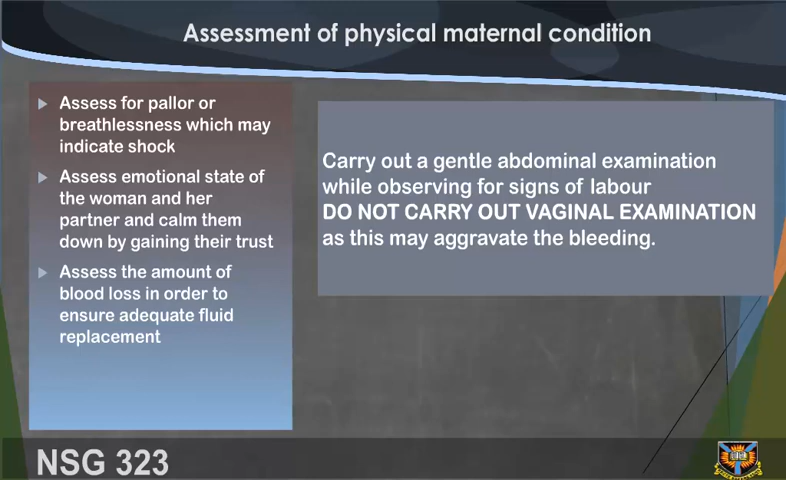 Assessment of physical maternal condition
Assess for pallor or
breathlessness which may
indicate shock
Assess emotional state of
the woman and her
partner and calm them
down by gaining their trust
Assess the amount of
blood loss in order to
ensure adequate fluid
replacement
Carry out a gentle abdominal examination
while observing for signs of labour
DO NOT CARRY OUT VAGINAL EXAMINATION
as this may aggravate the bleeding.
NSG 323